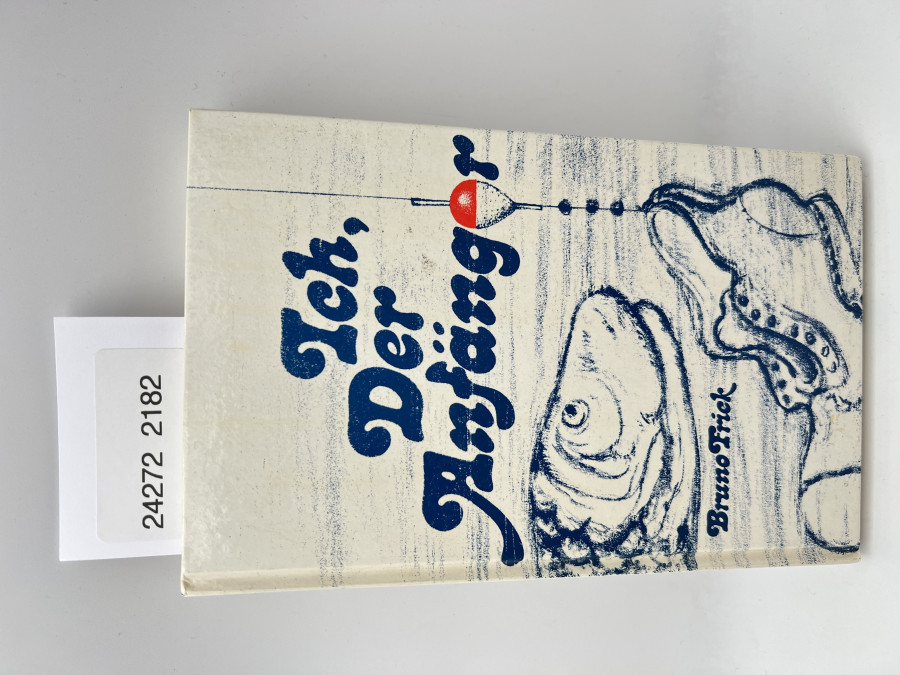 24272 2182
Ich,
Der
Anfänger
Bruno Frick